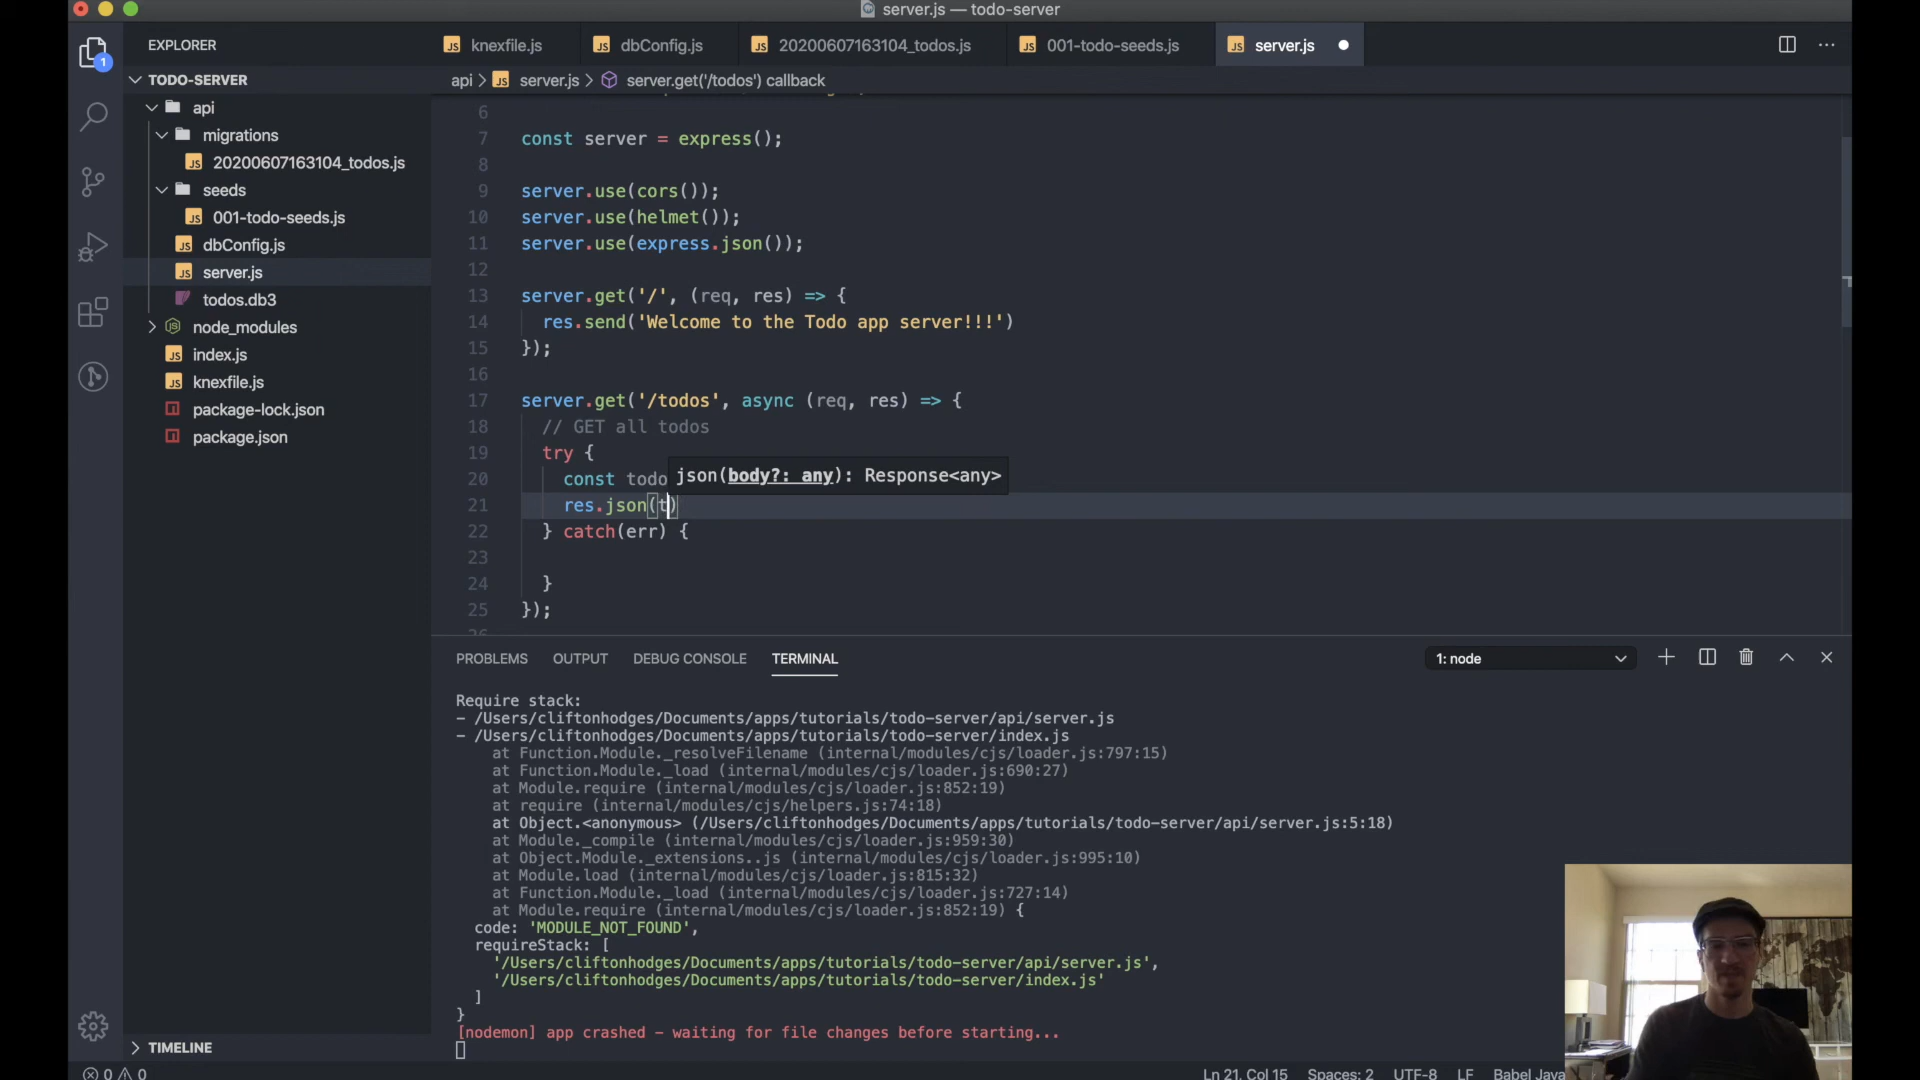 server.js — todo-server
EXPLORER
knexfile.js
dbConfig.js
20200607163104_todos.js
001-todo-seeds.js
server.js
TODO-SERVER
api
migrations
20200607163104_todos.js
seeds
001-todo-seeds.js
dbConfig.js
server.js
todos.db3
node_modules
index.js
knexfile.js
package-lock.json
package.json
TIMELINE
1
api > server.js > server.get('/todos') callback
6
7 const server = express();
8
9 server.use(cors());
10 server.use(helmet());
11 server.use(express.json());
12
13 server.get('/', (req, res) => {
14 res.send('Welcome to the Todo app server!!!')
15 });
16
17 server.get('/todos', async (req, res) => {
18 // GET all todos
19 try {
20 const todo
json(body?: any): Response<any>
21 res.json(t)
22 } catch(err) {
23
24 }
25 });
26
PROBLEMS OUTPUT DEBUG CONSOLE TERMINAL
1: node
Require stack:
- /Users/cliftonhodges/Documents/apps/tutorials/todo-server/api/server.js
- /Users/cliftonhodges/Documents/apps/tutorials/todo-server/index.js
at Function.Module._resolveFilename (internal/modules/cjs/loader.js:797:15)
at Function.Module._load (internal/modules/cjs/loader.js:690:27)
at Module.require (internal/modules/cjs/loader.js:852:19)
at require (internal/modules/cjs/helpers.js:74:18)
at Object.<anonymous> (/Users/cliftonhodges/Documents/apps/tutorials/todo-server/api/server.js:5:18)
at Module._compile (internal/modules/cjs/loader.js:959:30)
at Object.Module._extensions..js (internal/modules/cjs/loader.js:995:10)
at Module.load (internal/modules/cjs/loader.js:815:32)
at Function.Module._load (internal/modules/cjs/loader.js:727:14)
at Module.require (internal/modules/cjs/loader.js:852:19) {
code: 'MODULE_NOT_FOUND',
requireStack: [
'/Users/cliftonhodges/Documents/apps/tutorials/todo-server/api/server.js',
'/Users/cliftonhodges/Documents/apps/tutorials/todo-server/index.js'
]
}
[nodemon] app crashed - waiting for file changes before starting...
0 0
Ln 21, Col 15 Spaces: 2 UTF-8 LF Babel Java